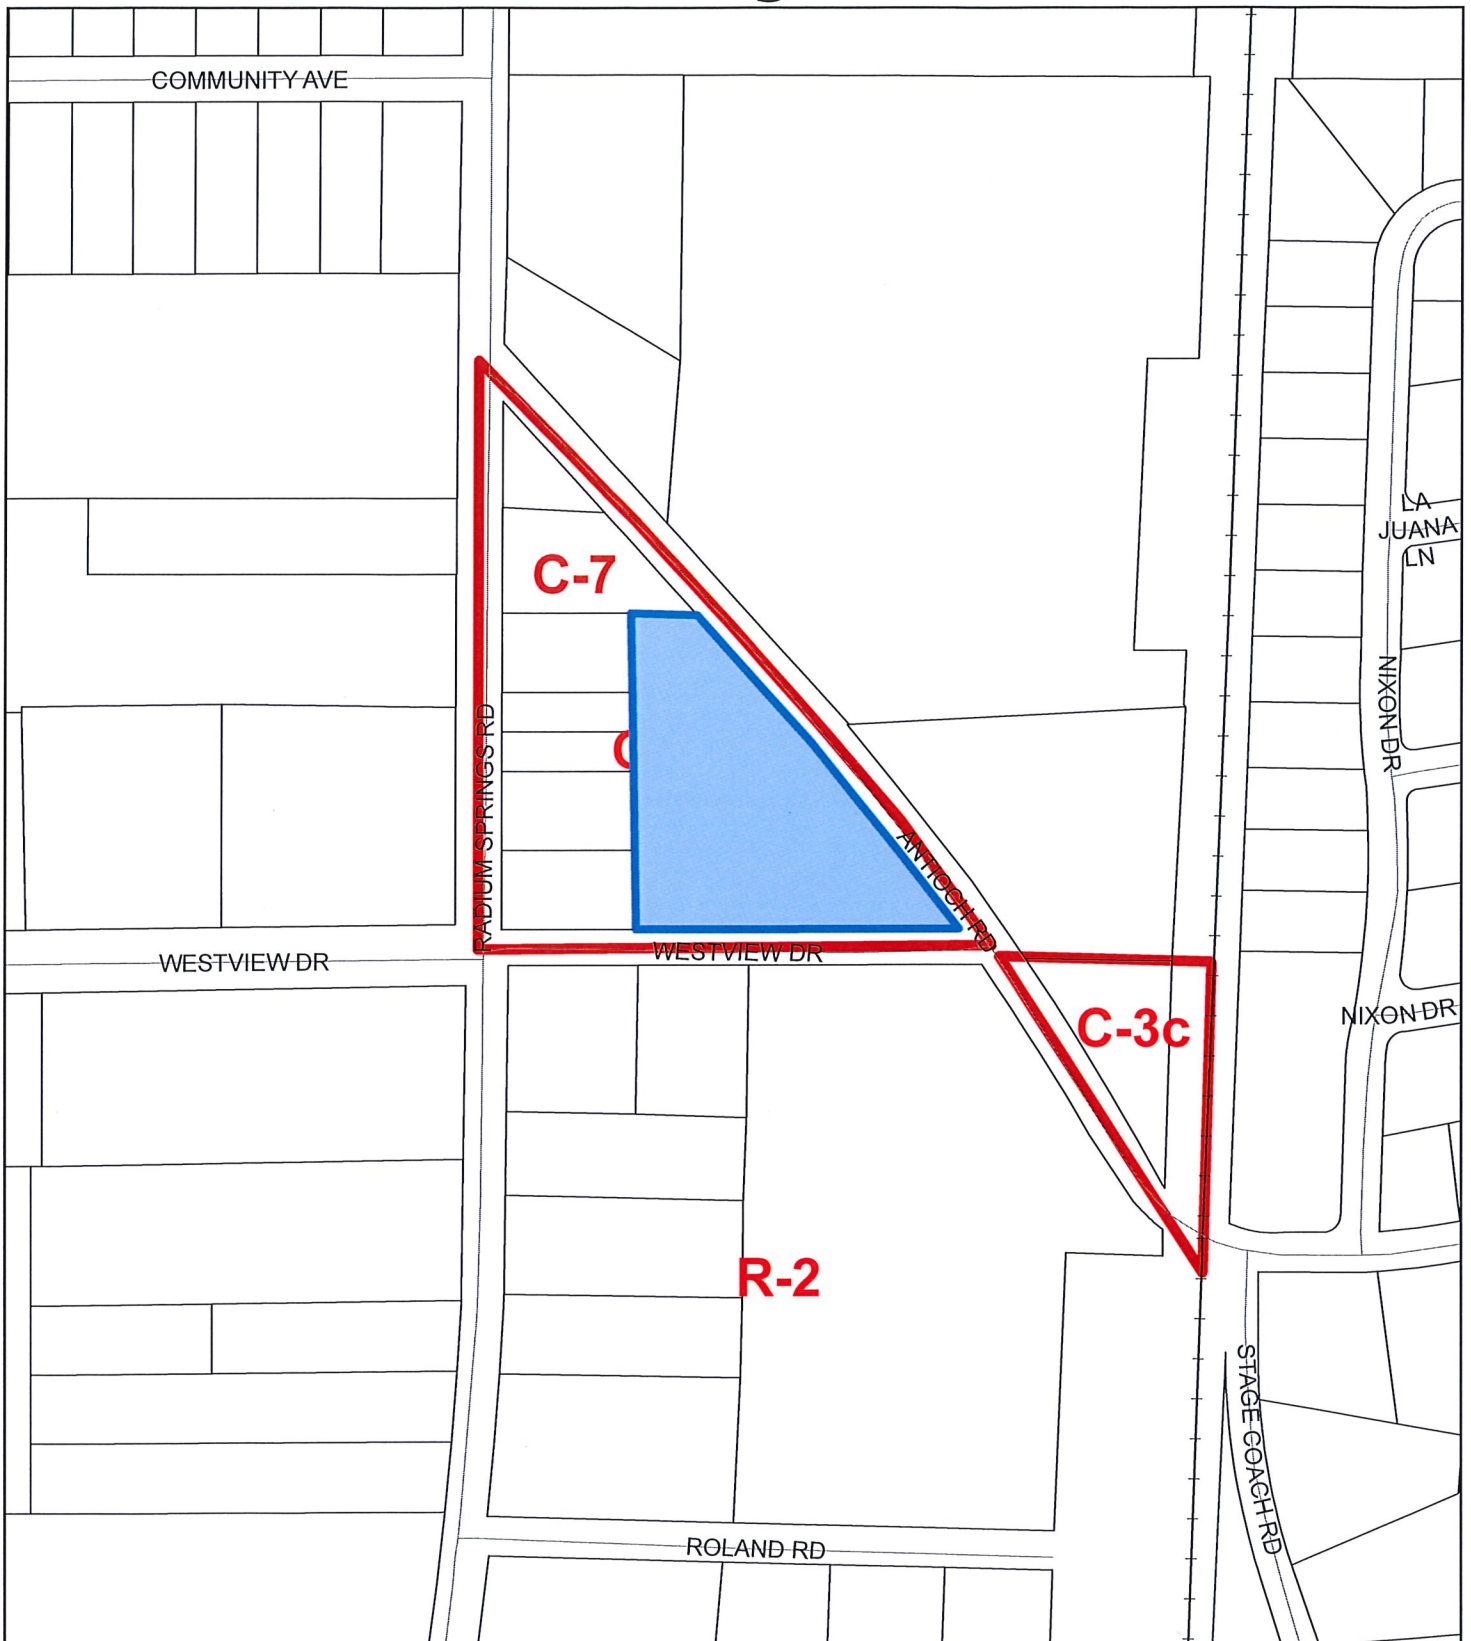 COMMUNITY AVE
LA
JUANA
LN
C-7
NIXON DR
RADIUM SPRINGS RD
C
ANTIOCH RD
WESTVIEW DR
WESTVIEW DR
C-3c
NIXON DR
R-2
STAGE COACH RD
ROLAND RD